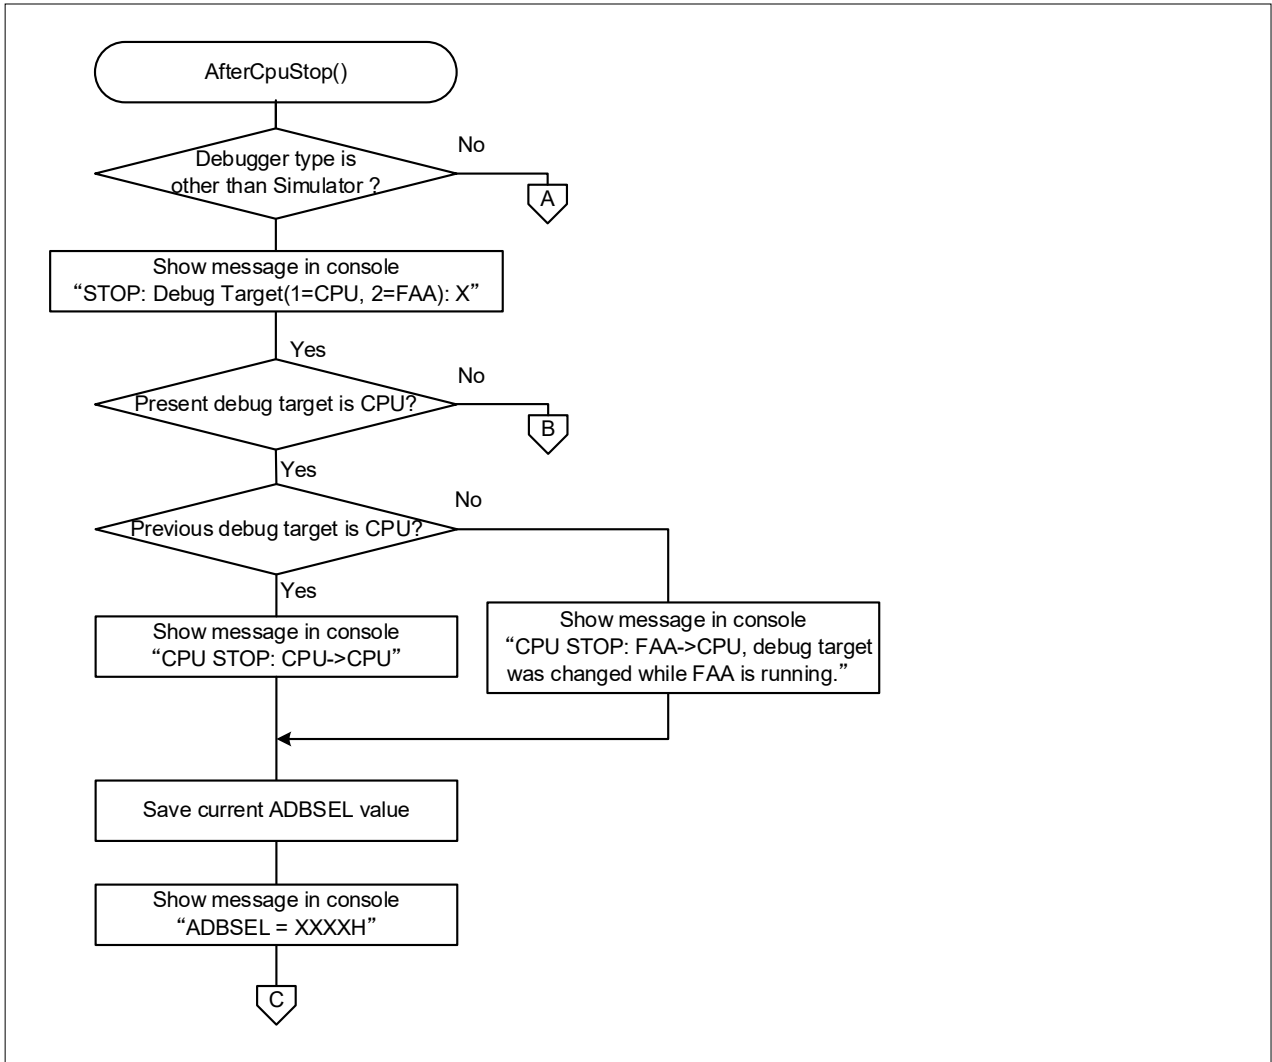 AfterCpuStop()
No
Debugger type is
other than Simulator ?
A
Show message in console
“STOP: Debug Target(1=CPU, 2=FAA): X”
Yes
No
Present debug target is CPU?
B
Yes
No
Previous debug target is CPU?
Yes
Show message in console
“CPU STOP: CPU->CPU”
Show message in console
“CPU STOP: FAA->CPU, debug target
was changed while FAA is running.”
Save current ADBSEL value
Show message in console
“ADBSEL = XXXXH”
C